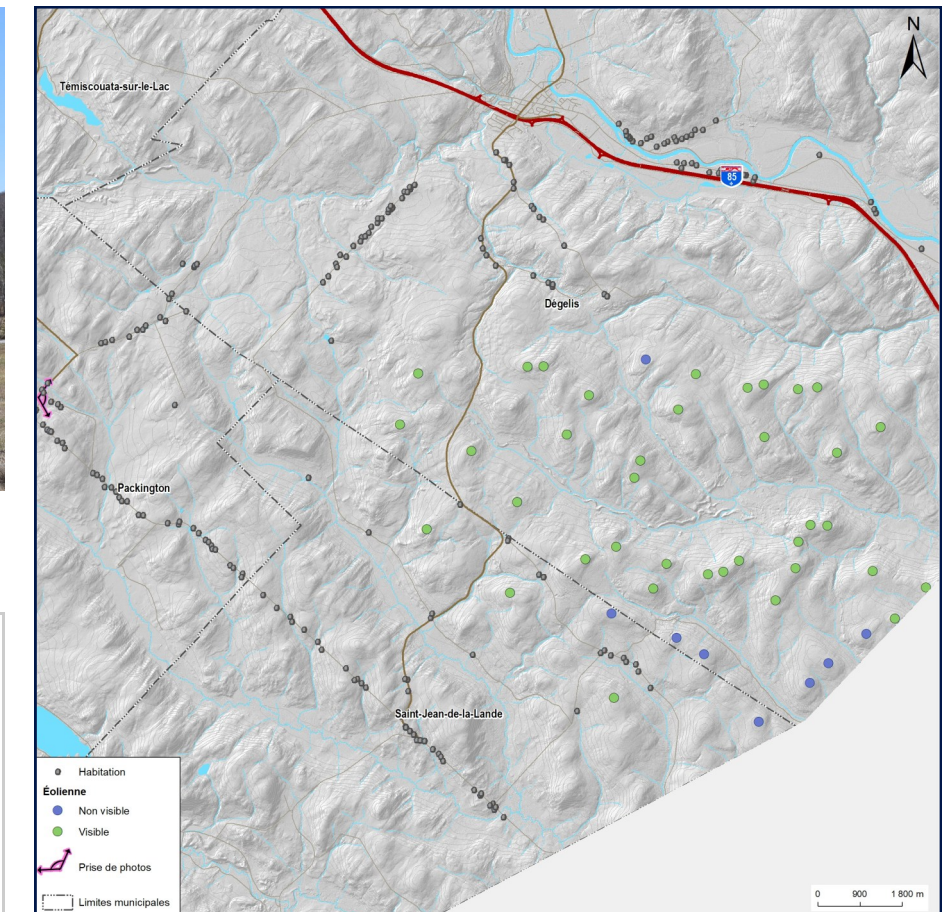 N
Témiscouata-sur-le-Lac
85
Dégelis
Packington
Saint-Jean-de-la-Lande
Habitation
Éolienne
Non visible
Visible
Prise de photos
Limites municipales
0 900 1 800 m